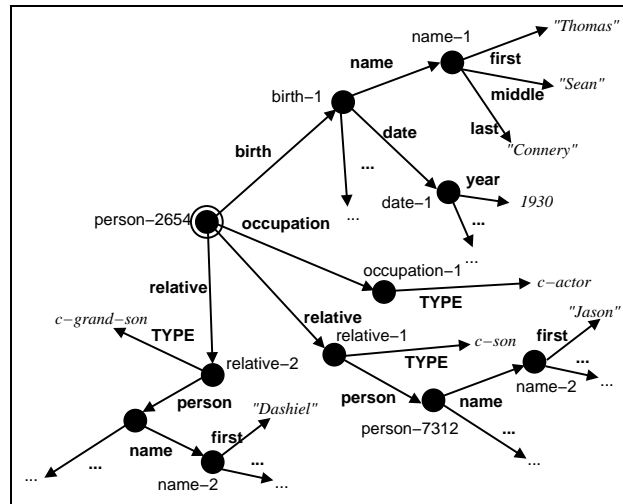 "Thomas"
name−1
first
name
"Sean"
middle
birth−1
last
date
"Connery"
birth
...
year
1930
date−1
...
...
person−2654
occupation
...
occupation−1
c−actor
TYPE
relative
relative
"Jason"
c−grand−son
relative−1
first
TYPE
c−son
TYPE
...
relative−2
person
name−2
...
person
name
"Dashiel"
person−7312
first
...
name
...
...
...
...
name−2
...